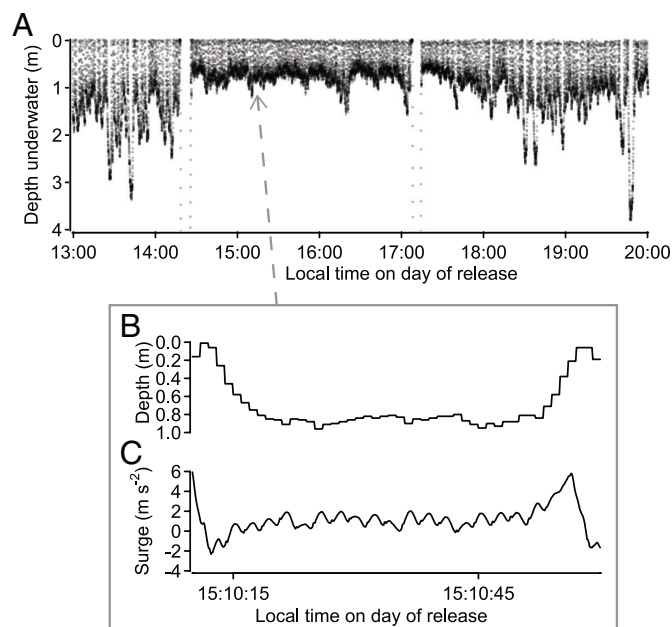 A
0
1
2
3
4
Depth underwater (m)
13:00 14:00 15:00 16:00 17:00 18:00 19:00 20:00
Local time on day of release
B
0.0
0.2
0.4
0.6
0.8
1.0
Depth (m)
C
6
4
2
0
-2
-4
Surge (m s⁻²)
15:10:15 15:10:45
Local time on day of release